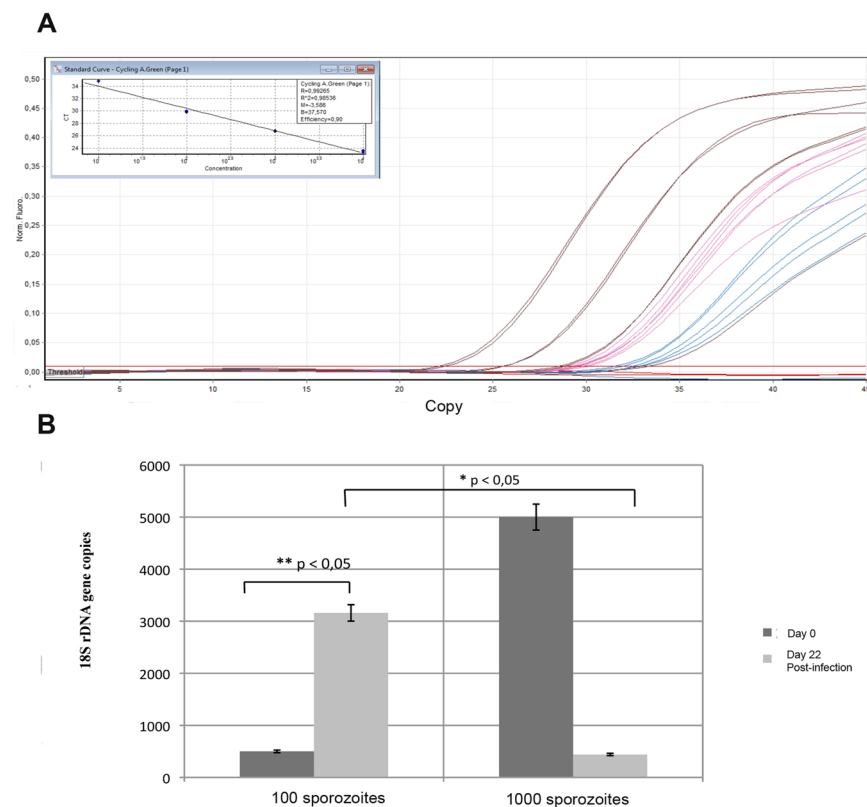 A
Standard Curve - Cycling A.Green (Page 1)
Cycling A.Green (Page 1):
R=0,99265
R^2=0,98536
M=-3,586
B=37,570
Efficiency=0,90
34
32
30
28
26
24
CT
Concentration
0,50
0,45
0,40
0,35
0,30
0,25
0,20
0,15
0,10
0,05
0,00
Norm. Fluoro.
Threshold
5 10 15 20 25 30 35 40 45
Copy
B
6000
5000
4000
3000
2000
1000
0
18S rDNA gene copies
* p < 0,05
** p < 0,05
Day 0
Day 22
Post-infection
100 sporozoites 1000 sporozoites